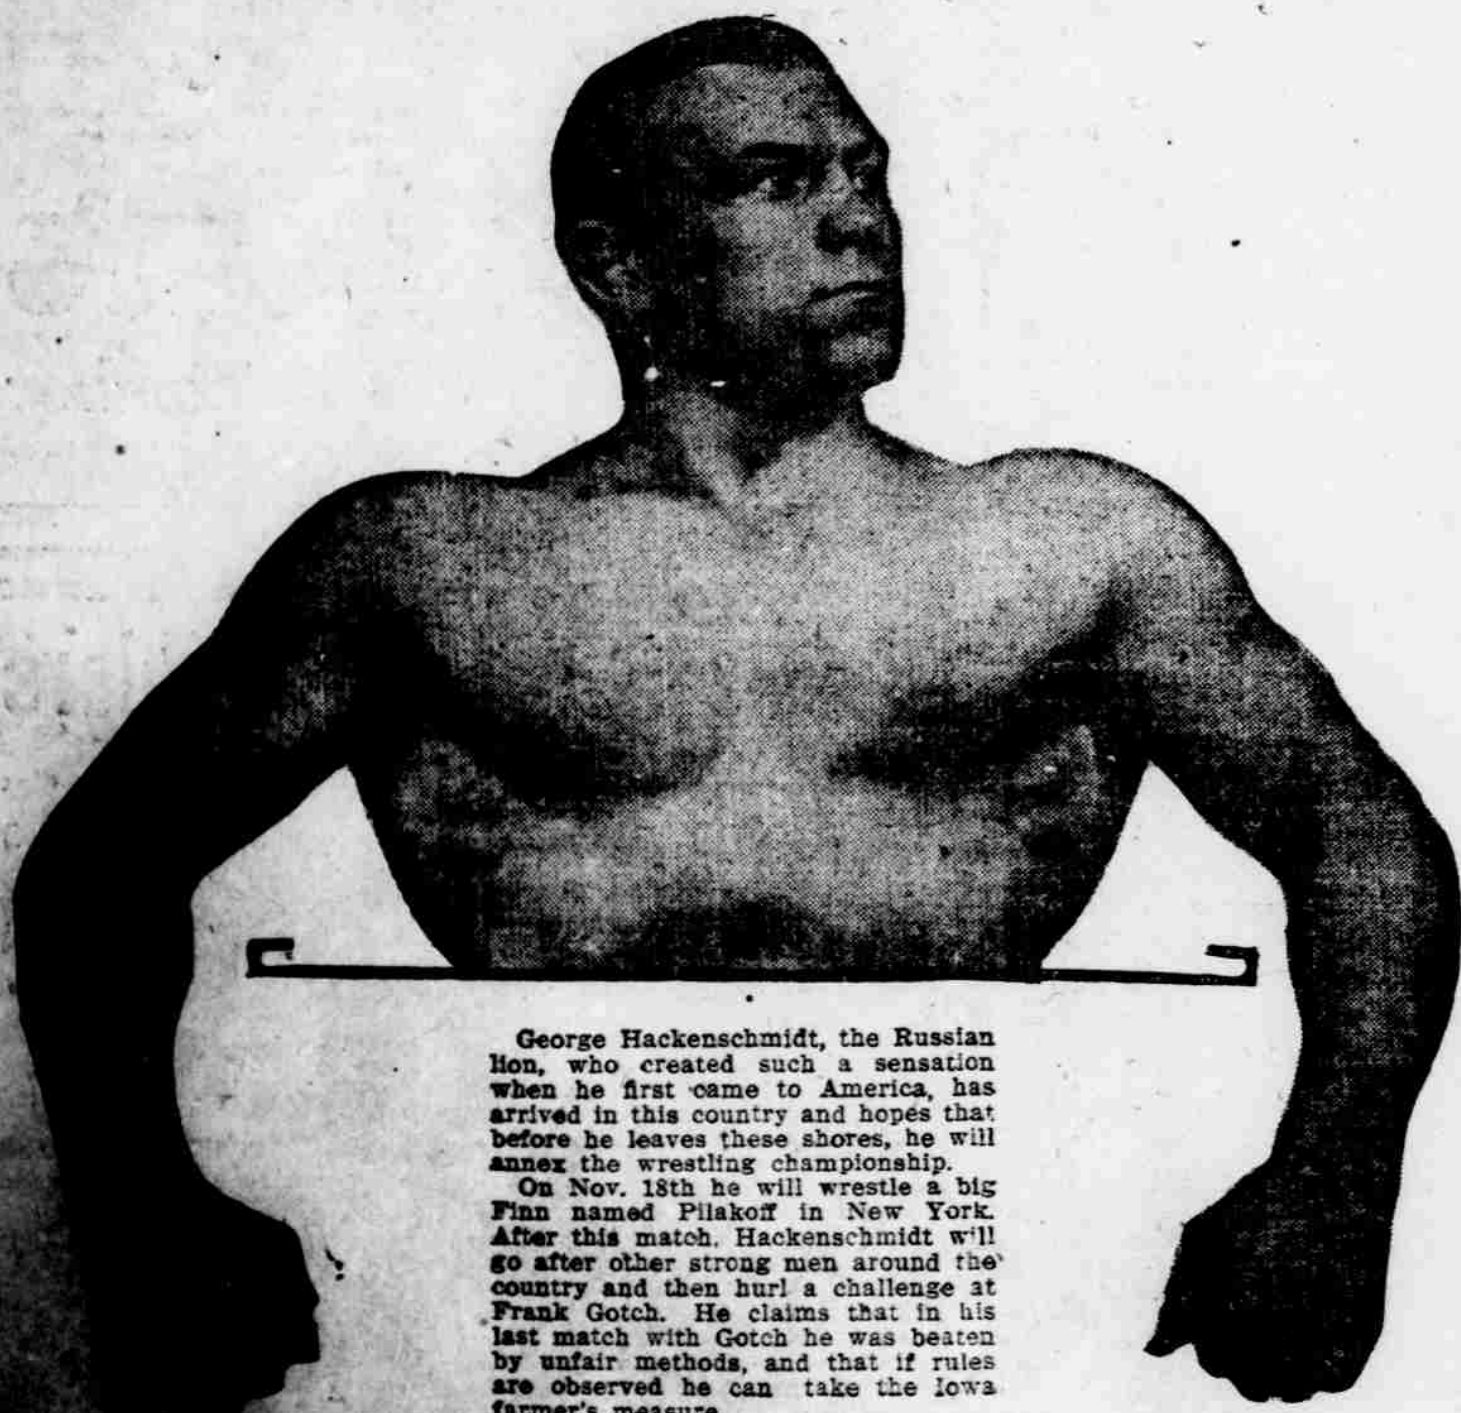 George Hackenschmidt, the Russian
lion, who created such a sensation
when he first came to America, has
arrived in this country and hopes that
before he leaves these shores, he will
annex the wrestling championship.
On Nov. 18th he will wrestle a big
Finn named Pilakoff in New York.
After this match, Hackenschmidt will
go after other strong men around the
country and then hurl a challenge at
Frank Gotch. He claims that in his
last match with Gotch he was beaten
by unfair methods, and that if rules
are observed he can take the Iowa
farmer's measure.